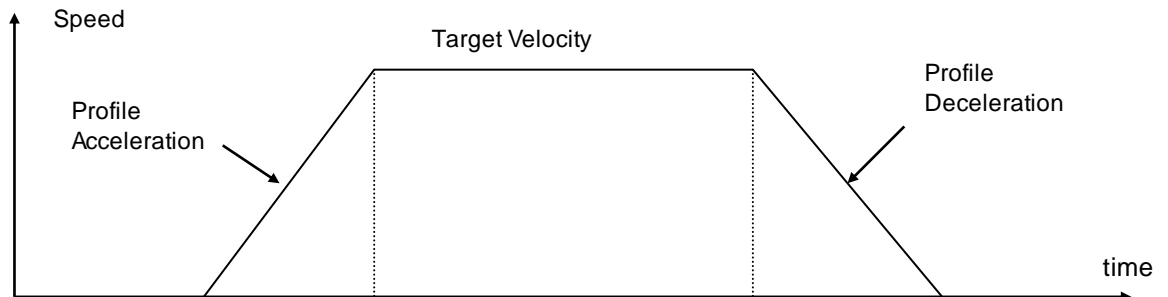 Speed
Target Velocity
Profile
Acceleration
Profile
Deceleration
time